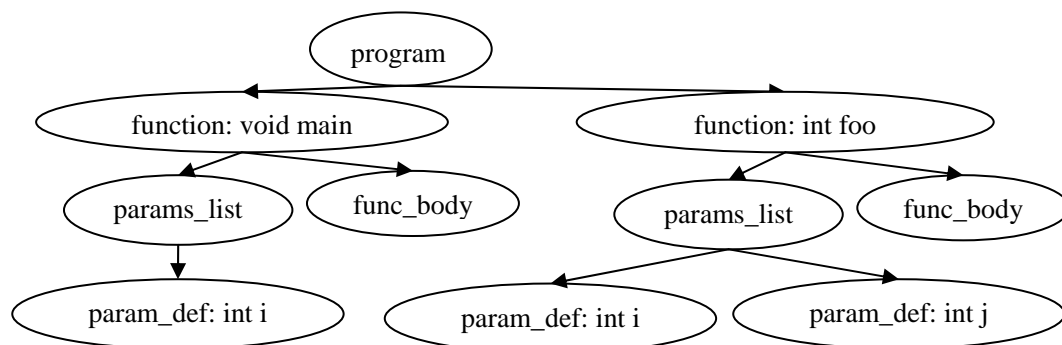 program
function: void main
function: int foo
params_list
func_body
params_list
func_body
param_def: int i
param_def: int i
param_def: int j